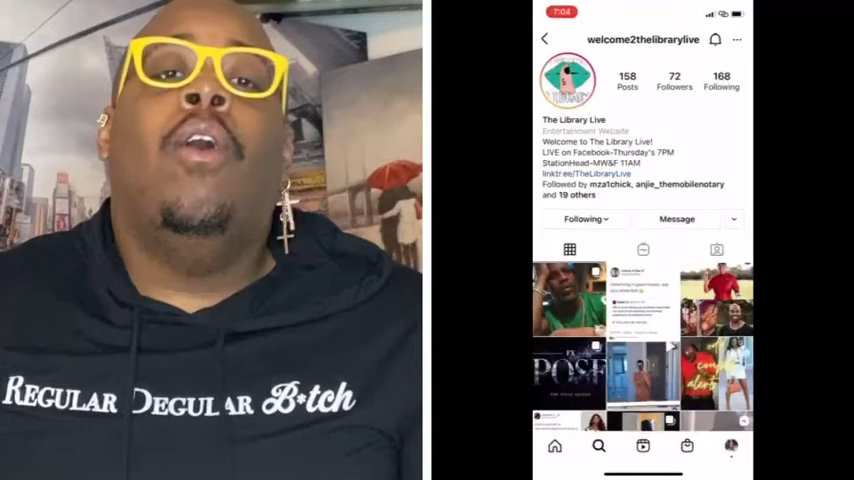 REGULAR DEGULAR B*tch
7:04
welcome2thelibrarylive
158
72
168
Posts
Followers
Following
The Library Live
Entertainment Website
Welcome to The Library Live!
LIVE on Facebook-Thursday's 7PM
StationHead-MW&F 11AM
linktr.ee/TheLibraryLive
Followed by mza1chick, anjie_themobilenotary
and 19 others
Following
Message
POSE
couple
alert